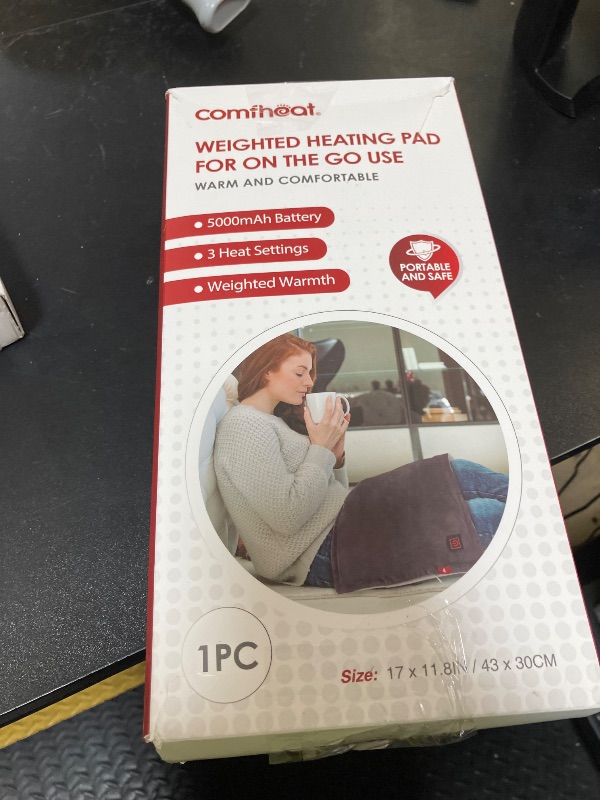 comfheat®
WEIGHTED HEATING PAD
FOR ON THE GO USE
WARM AND COMFORTABLE
• 5000mAh Battery
• 3 Heat Settings
• Weighted Warmth
PORTABLE
AND SAFE
1PC
Size: 17 x 11.8IN / 43 x 30CM